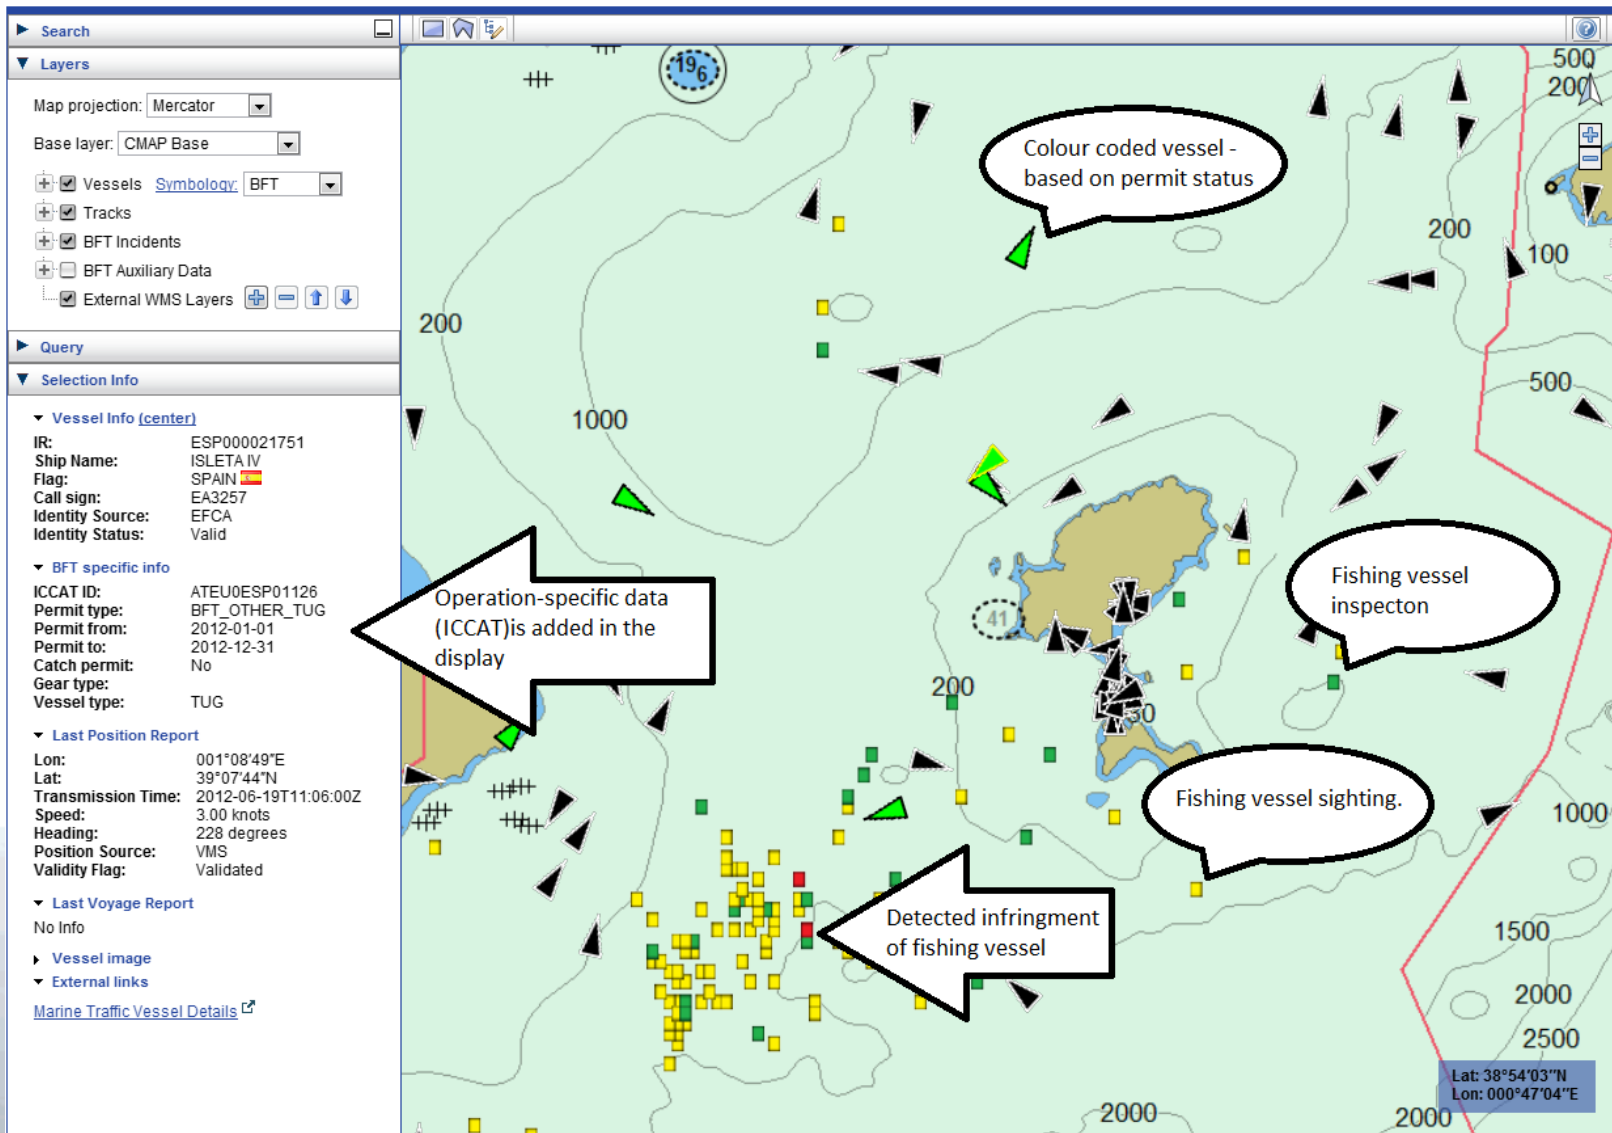 Search
Layers
Map projection: Mercator
Base layer: CMAP Base
Vessels Symbology: BFT
Tracks
BFT Incidents
BFT Auxiliary Data
External WMS Layers
Query
Selection Info
Vessel Info (center)
IR: ESP000021751
Ship Name: ISLETA IV
Flag: SPAIN
Call sign: EA3257
Identity Source: EFCA
Identity Status: Valid
BFT specific info
ICCAT ID: ATEU0ESP01126
Permit type: BFT_OTHER_TUG
Permit from: 2012-01-01
Permit to: 2012-12-31
Catch permit: No
Gear type:
Vessel type: TUG
Last Position Report
Lon: 001°08'49"E
Lat: 39°07'44"N
Transmission Time: 2012-06-19T11:06:00Z
Speed: 3.00 knots
Heading: 228 degrees
Position Source: VMS
Validity Flag: Validated
Last Voyage Report
No Info
Vessel image
External links
Marine Traffic Vessel Details
19 6
500
200
Colour coded vessel -
based on permit status
200
100
200
500
1000
Operation-specific data
(ICCAT)is added in the
display
41
Fishing vessel
inspecton
200
Fishing vessel sighting.
1000
Detected infringment
of fishing vessel
1500
2000
2500
Lat: 38°54'03"N
Lon: 000°47'04"E
2000
2000